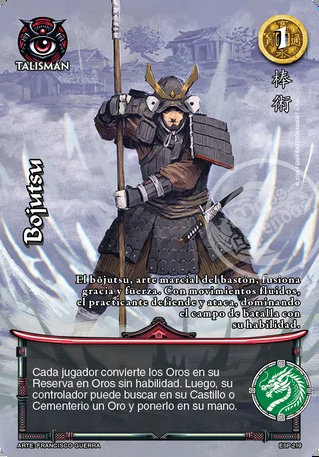 TALISMAN
1
棒術
Bōjutsu
El bōjutsu, arte marcial del bastón, fusiona
gracia y fuerza. Con movimientos fluidos,
el practicante defiende y ataca, dominando
el campo de batalla con
su habilidad.
Cada jugador convierte los Oros en su
Reserva en Oros sin habilidad. Luego, su
controlador puede buscar en su Castillo o
Cementerio un Oro y ponerlo en su mano.
ARTE: FRANCISCO GUERRA
ESP-219